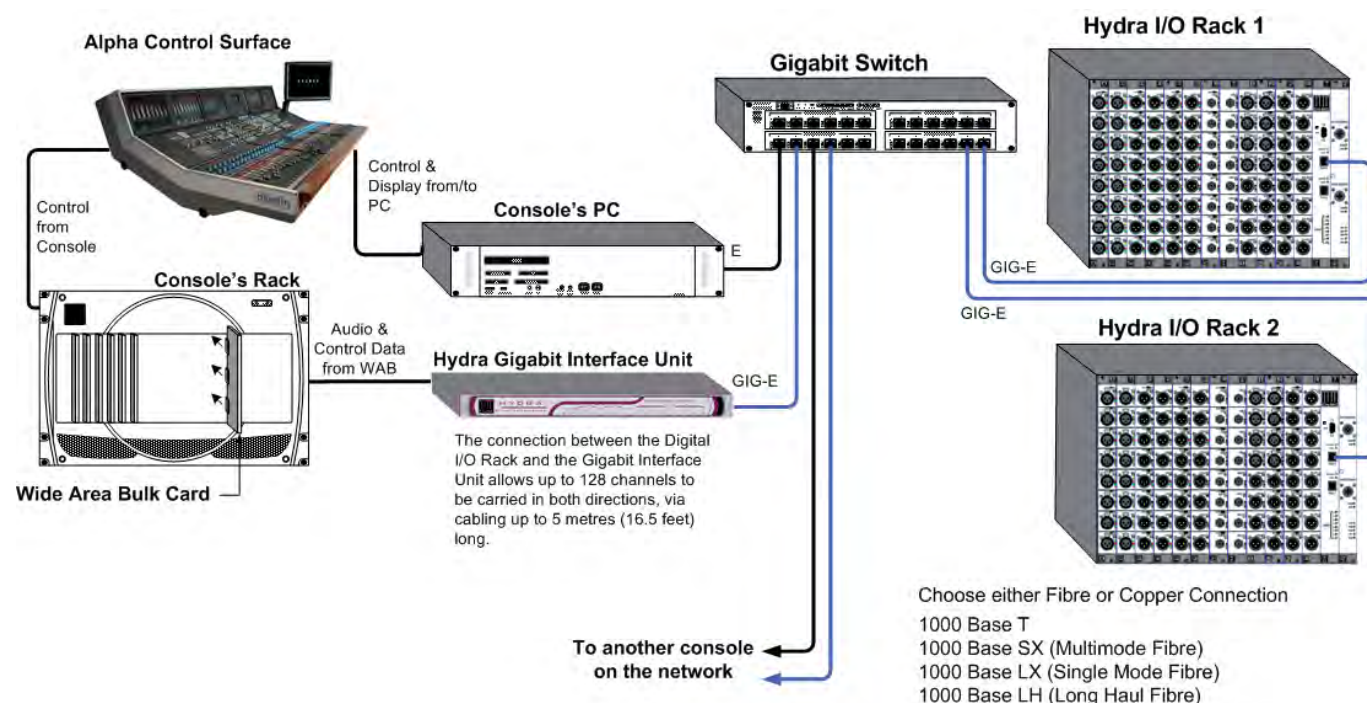 Alpha Control Surface
Gigabit Switch
Hydra I/O Rack 1
Control
from
Console
Control &
Display from/to
PC
Console's PC
E
GIG-E
GIG-E
Console's Rack
Audio &
Control Data
from WAB
Hydra Gigabit Interface Unit
HYDRA
GIG-E
The connection between the Digital
I/O Rack and the Gigabit Interface
Unit allows up to 128 channels to
be carried in both directions, via
cabling up to 5 metres (16.5 feet)
long.
Wide Area Bulk Card
Hydra I/O Rack 2
To another console
on the network
Choose either Fibre or Copper Connection
1000 Base T
1000 Base SX (Multimode Fibre)
1000 Base LX (Single Mode Fibre)
1000 Base LH (Long Haul Fibre)